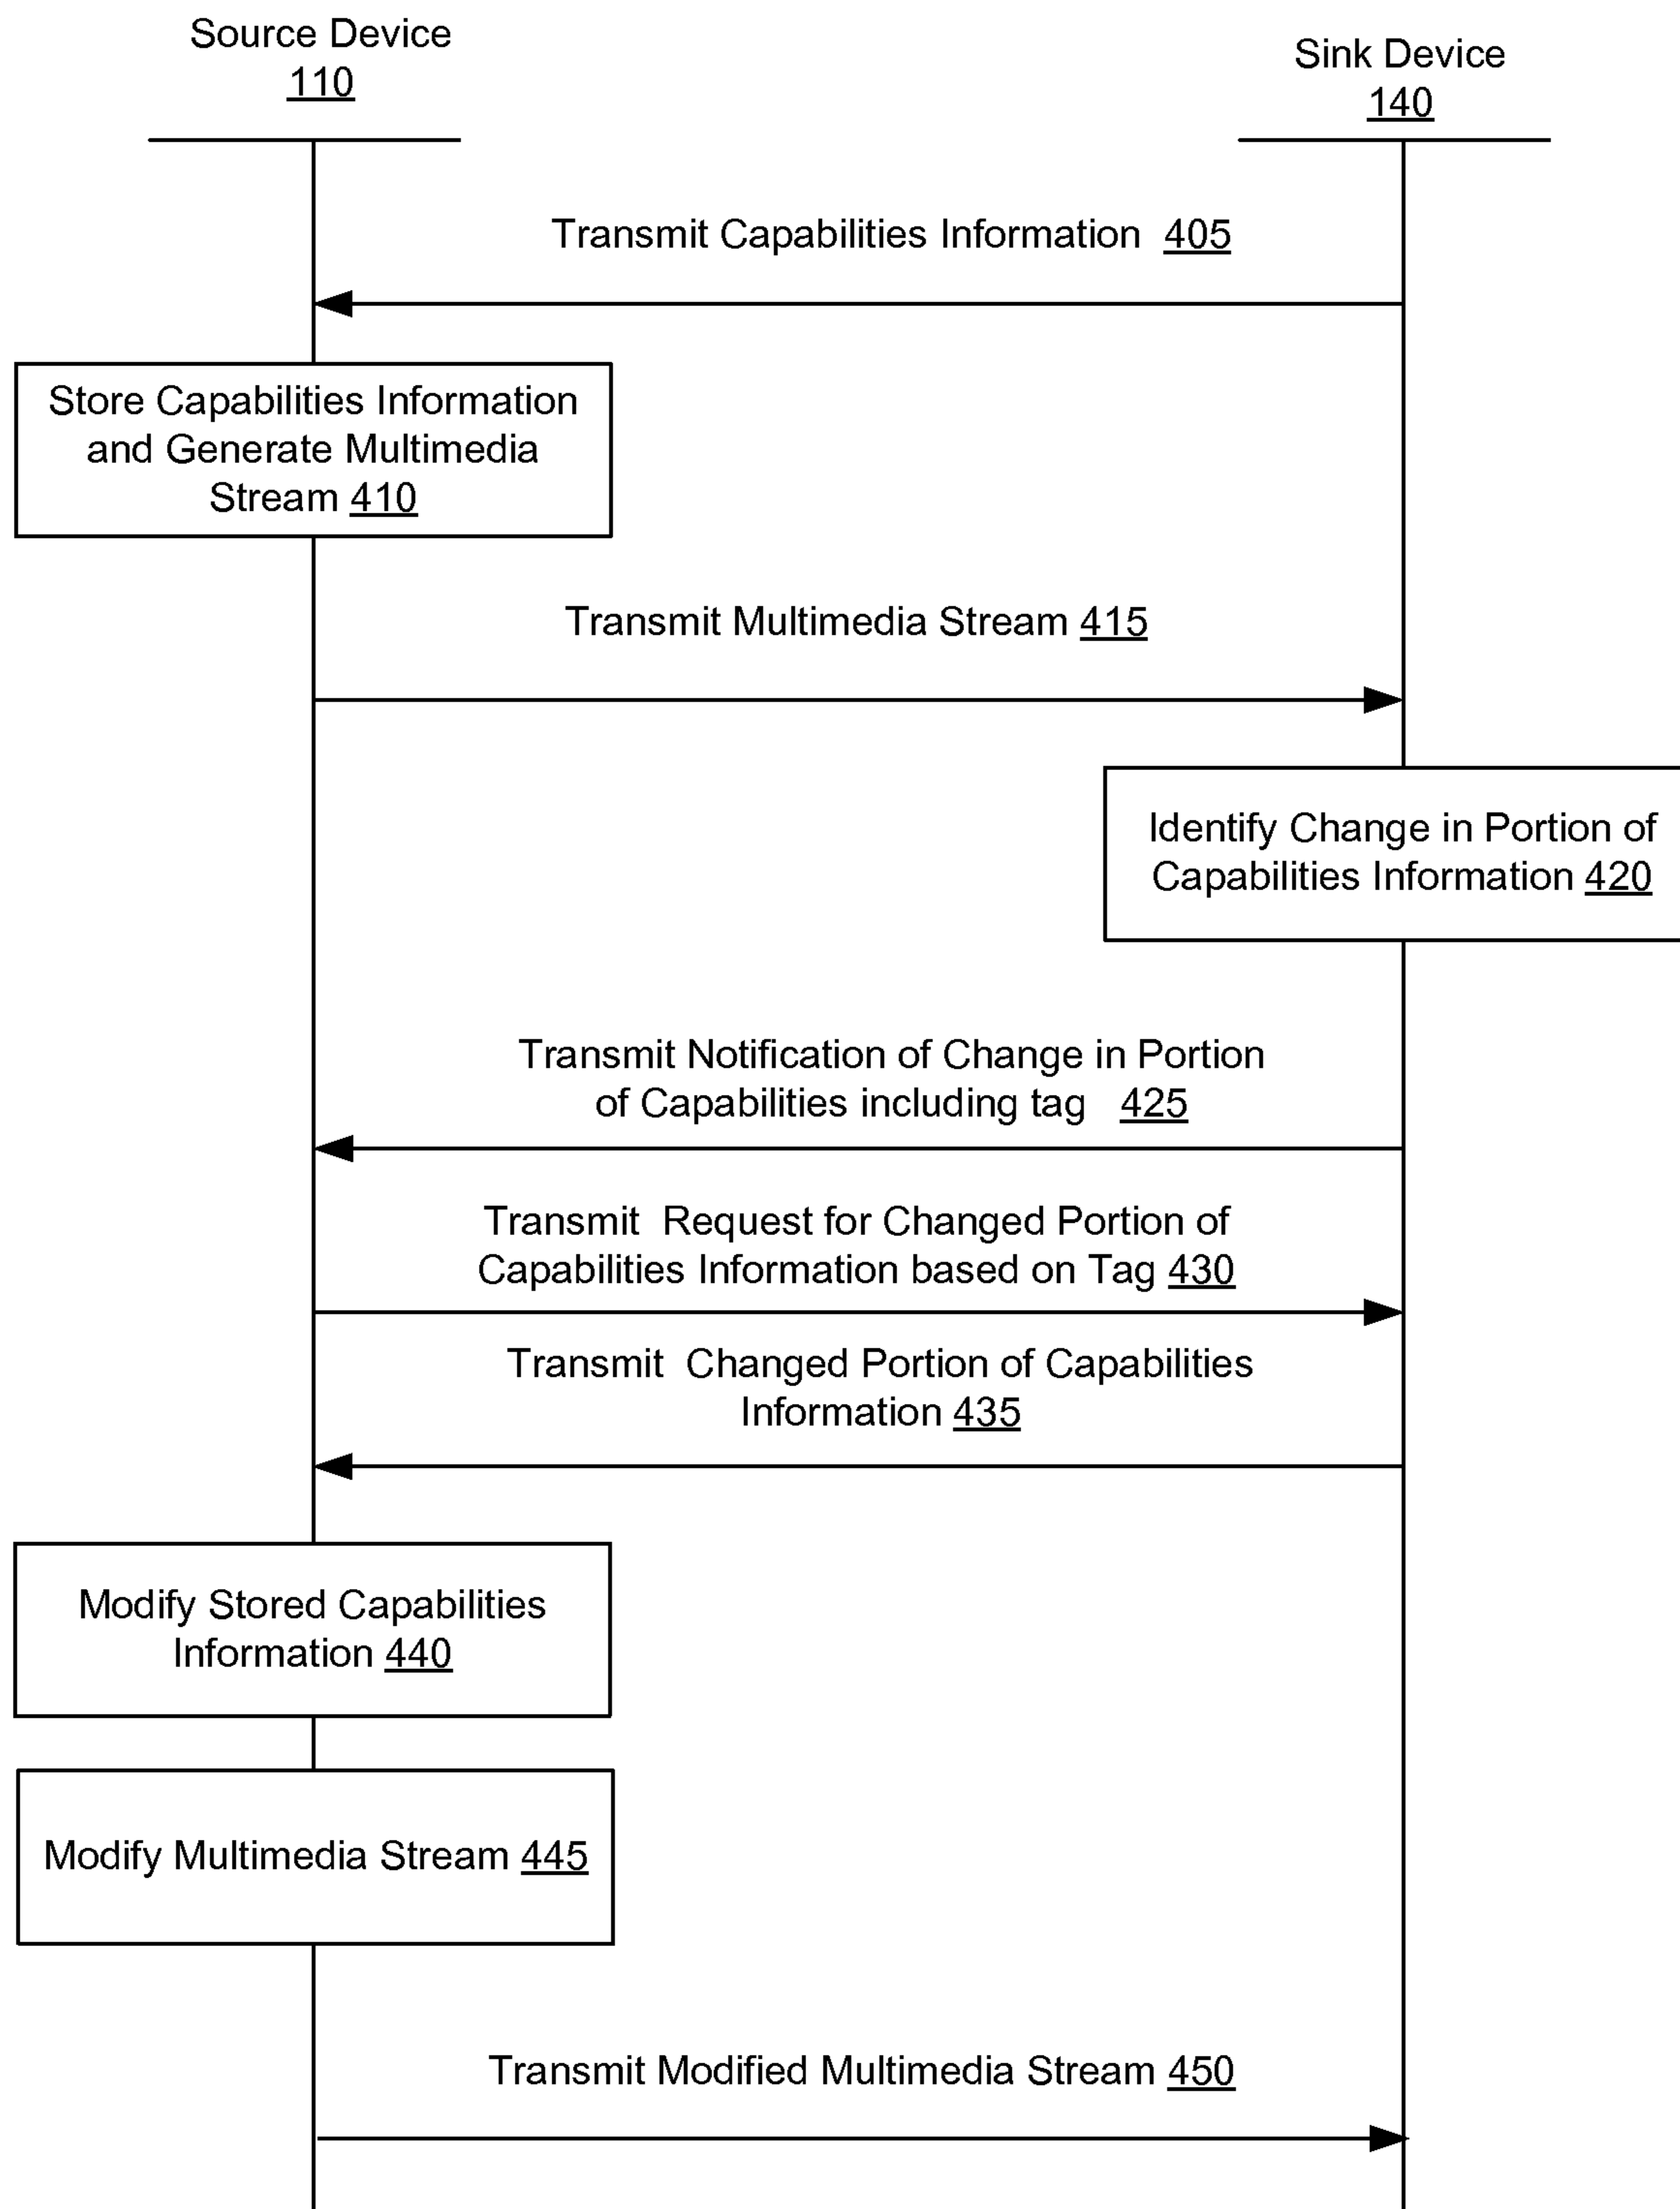 Source Device
110
Sink Device
140
Transmit Capabilities Information 405
Store Capabilities Information
and Generate Multimedia
Stream 410
Transmit Multimedia Stream 415
Identify Change in Portion of
Capabilities Information 420
Transmit Notification of Change in Portion
of Capabilities including tag 425
Transmit Request for Changed Portion of
Capabilities Information based on Tag 430
Transmit Changed Portion of Capabilities
Information 435
Modify Stored Capabilities
Information 440
Modify Multimedia Stream 445
Transmit Modified Multimedia Stream 450